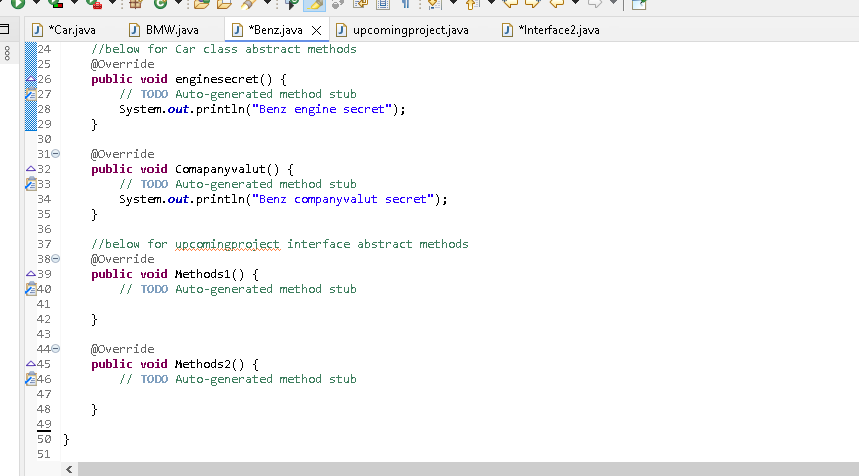 *Car.java BMW.java *Benz.java upcomingproject.java *Interface2.java
24 //below for Car class abstract methods
25 @Override
26 public void enginesecret() {
27 // TODO Auto-generated method stub
28 System.out.println("Benz engine secret");
29 }
30
31 @Override
32 public void Comapanyvalut() {
33 // TODO Auto-generated method stub
34 System.out.println("Benz companyvalut secret");
35 }
36
37 //below for upcomingproject interface abstract methods
38 @Override
39 public void Methods1() {
40 // TODO Auto-generated method stub
41
42 }
43
44 @Override
45 public void Methods2() {
46 // TODO Auto-generated method stub
47
48 }
49
50 }
51